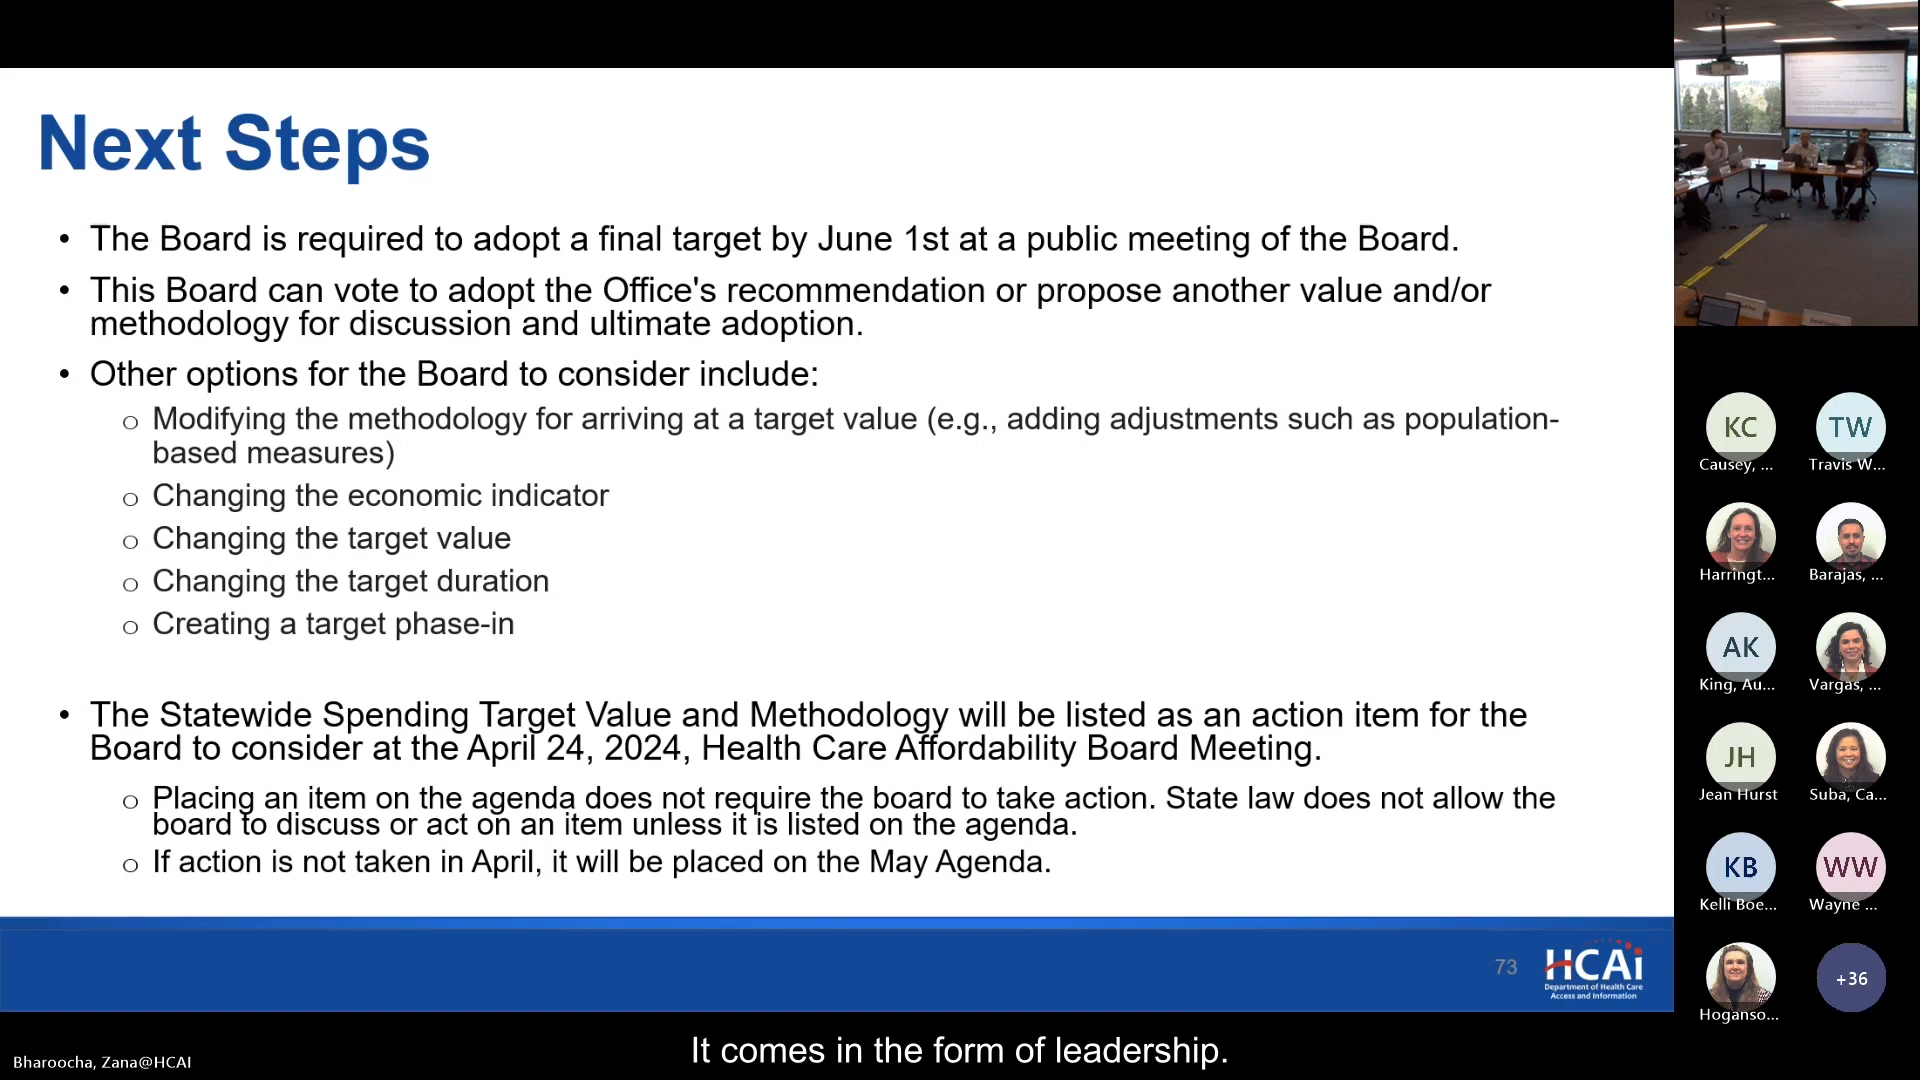 Next Steps
• The Board is required to adopt a final target by June 1st at a public meeting of the Board.
• This Board can vote to adopt the Office's recommendation or propose another value and/or
methodology for discussion and ultimate adoption.
• Other options for the Board to consider include:
o Modifying the methodology for arriving at a target value (e.g., adding adjustments such as population-
based measures)
o Changing the economic indicator
o Changing the target value
o Changing the target duration
o Creating a target phase-in
• The Statewide Spending Target Value and Methodology will be listed as an action item for the
Board to consider at the April 24, 2024, Health Care Affordability Board Meeting.
o Placing an item on the agenda does not require the board to take action. State law does not allow the
board to discuss or act on an item unless it is listed on the agenda.
o If action is not taken in April, it will be placed on the May Agenda.
73
HCAi
Department of Health Care
Access and Information
It comes in the form of leadership.
Bharoocha, Zana@HCAI
KC
Causey, ...
TW
Travis W...
Harringt...
Barajas, ...
AK
King, Au...
Vargas, ...
JH
Jean Hurst
Suba, Ca...
KB
Kelli Boe...
WW
Wayne ...
Hoganso...
+36